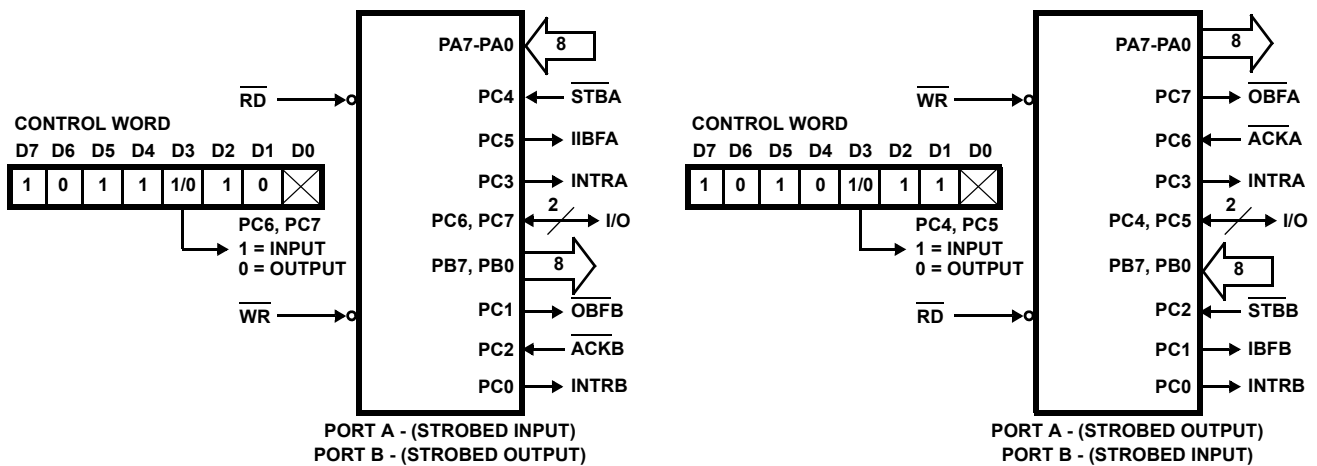 PA7-PA0
8
RD
PC4
STBA
CONTROL WORD
PC5
IIBFA
D7 D6 D5 D4 D3 D2 D1 D0
1 0 1 1 1/0 1 0
PC3
INTRA
PC6, PC7
1 = INPUT
0 = OUTPUT
PC6, PC7
2
I/O
PB7, PB0
8
WR
PC1
OBFB
PC2
ACKB
PC0
INTRB
PORT A - (STROBED INPUT)
PORT B - (STROBED OUTPUT)
PA7-PA0
8
WR
PC7
OBFA
CONTROL WORD
PC6
ACKA
D7 D6 D5 D4 D3 D2 D1 D0
1 0 1 0 1/0 1 1
PC3
INTRA
PC4, PC5
1 = INPUT
0 = OUTPUT
PC4, PC5
2
I/O
PB7, PB0
8
RD
PC2
STBB
PC1
IBFB
PC0
INTRB
PORT A - (STROBED OUTPUT)
PORT B - (STROBED INPUT)